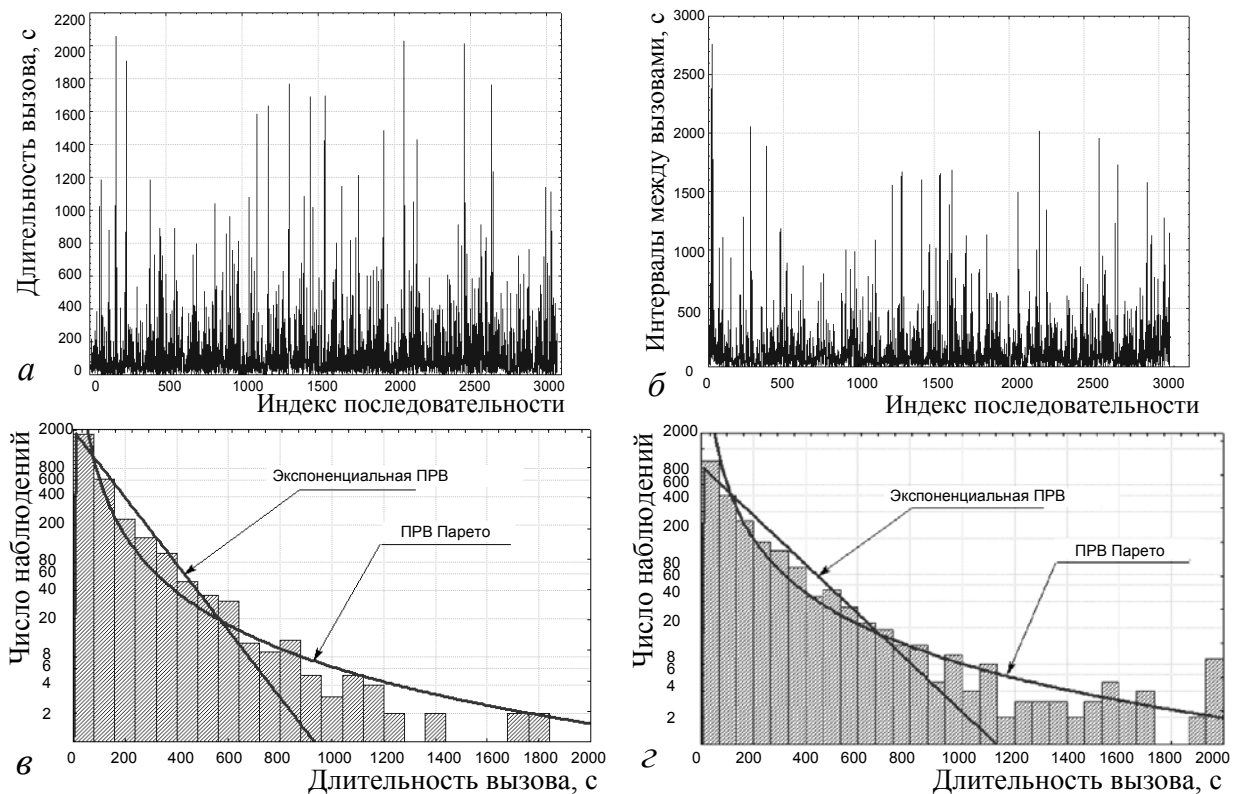 Длительность вызова, с
2200
2000
1800
1600
1400
1200
1000
800
600
400
200
0
0 500 1000 1500 2000 2500 3000
Индекс последовательности
а
Интервалы между вызовами, с
3000
2500
2000
1500
1000
500
0
0 500 1000 1500 2000 2500 3000
Индекс последовательности
б
Число наблюдений
2000
800
600
400
200
80
60
40
20
8
6
4
2
Экспоненциальная ПРВ
ПРВ Парето
0 200 400 600 800 1000 1200 1400 1600 1800 2000
Длительность вызова, с
в
Число наблюдений
2000
800
600
400
200
80
60
40
20
8
6
4
2
Экспоненциальная ПРВ
ПРВ Парето
0 200 400 600 800 1000 1200 1400 1600 1800 2000
Длительность вызова, с
г